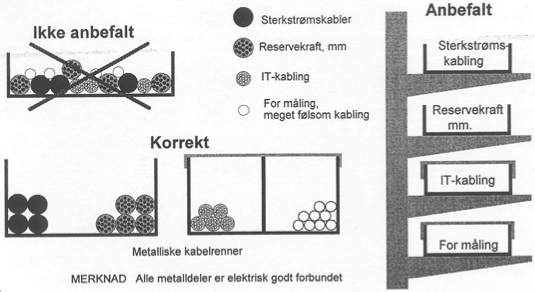 Ikke anbefalt
Sterkstrømskabler
Reservekraft, mm
IT-kabling
For måling,
meget følsom kabling
Korrekt
Metalliske kabelrenner
MERKNAD Alle metalldeler er elektrisk godt forbundet
Anbefalt
Sterkstrøms-
kabling
Reservekraft
mm.
IT-kabling
For måling